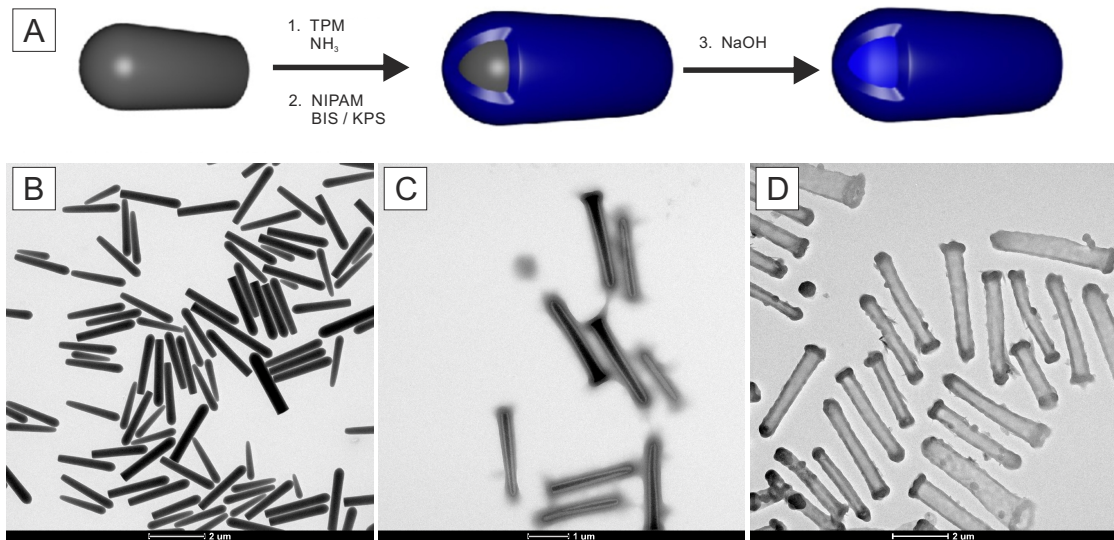 A
1. TPM
NH₃
2. NIPAM
BIS / KPS
3. NaOH
B
C
D
2 um
1 um
2 um